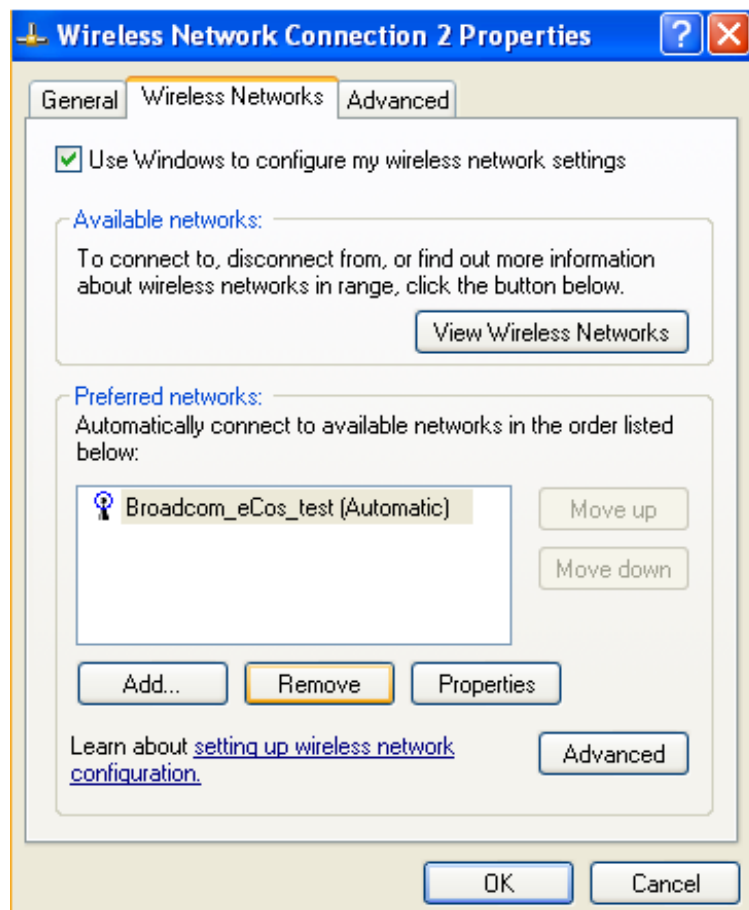 Wireless Network Connection 2 Properties
?
General Wireless Networks Advanced
Use Windows to configure my wireless network settings
Available networks:
To connect to, disconnect from, or find out more information
about wireless networks in range, click the button below.
View Wireless Networks
Preferred networks:
Automatically connect to available networks in the order listed
below:
Broadcom_eCos_test (Automatic)
Move up
Move down
Add... Remove Properties
Learn about setting up wireless network
configuration.
Advanced
OK Cancel